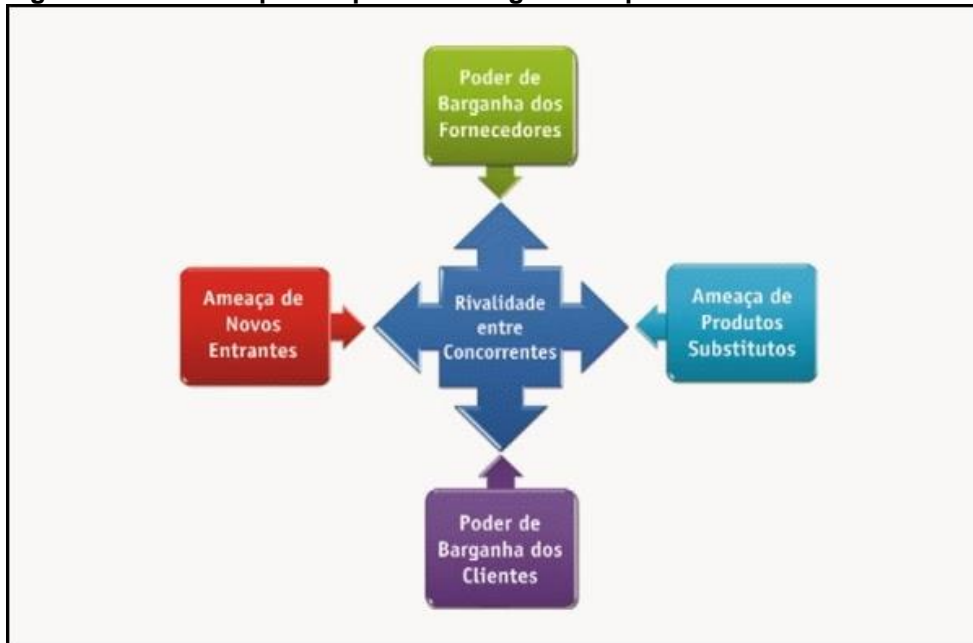 Poder de
Barganha dos
Fornecedores
Ameaça de
Novos
Entrantes
Rivalidade
entre
Concorrentes
Ameaça de
Produtos
Substitutos
Poder de
Barganha dos
Clientes